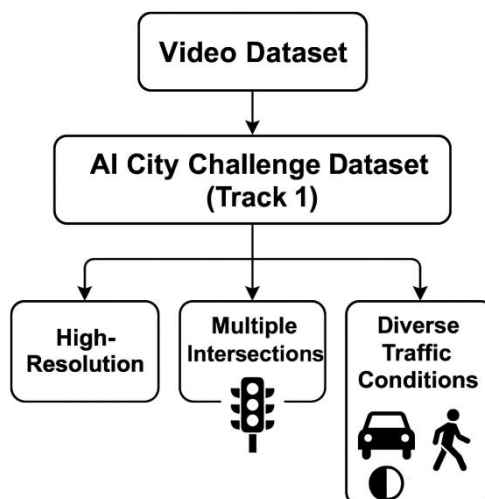 Video Dataset
AI City Challenge Dataset
(Track 1)
High-
Resolution
Multiple
Intersections
Diverse
Traffic
Conditions